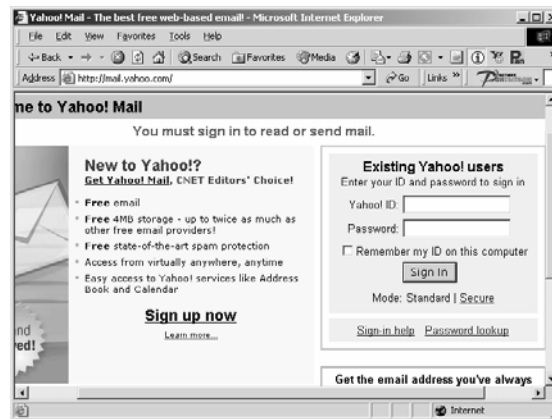 Yahoo! Mail - The best free web-based email! - Microsoft Internet Explorer
File Edit View Favorites Tools Help
Back Search Favorites Media
Address http://mail.yahoo.com/ Go Links
me to Yahoo! Mail
You must sign in to read or send mail.
New to Yahoo!?
Get Yahoo! Mail, CNET Editors' Choice!
Free email
Free 4MB storage - up to twice as much as
other free email providers!
Free state-of-the-art spam protection
Access from virtually anywhere, anytime
Easy access to Yahoo! services like Address
Book and Calendar
Sign up now
Learn more...
nd
ed!
Existing Yahoo! users
Enter your ID and password to sign in
Yahoo! ID:
Password:
Remember my ID on this computer
Sign In
Mode: Standard | Secure
Sign-in help Password lookup
Get the email address you've always
Internet